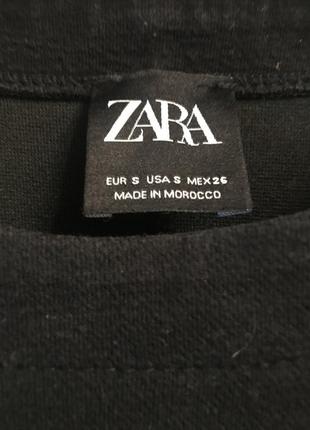 ZARA
EUR S USA S MEX 26
MADE IN MOROCCO